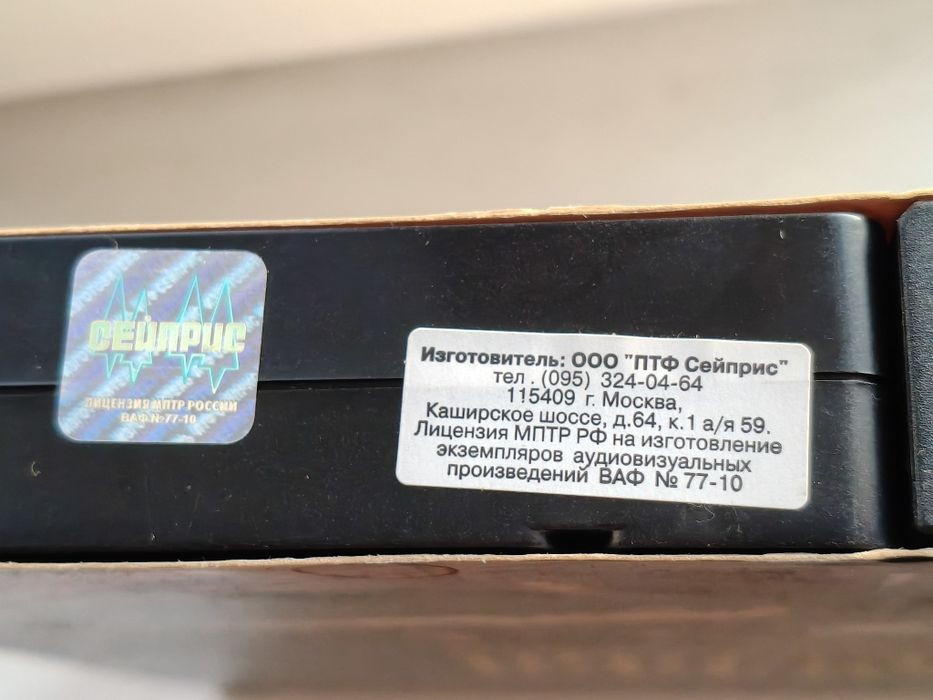 СЕЙПРИС
ЛИЦЕНЗИЯ МПТР РОССИИ
ВАФ №77-10
Изготовитель: ООО "ПТФ Сейприс"
тел . (095) 324-04-64
115409 г. Москва,
Каширское шоссе, д.64, к.1 а/я 59.
Лицензия МПТР РФ на изготовление
экземпляров аудиовизуальных
произведений ВАФ № 77-10